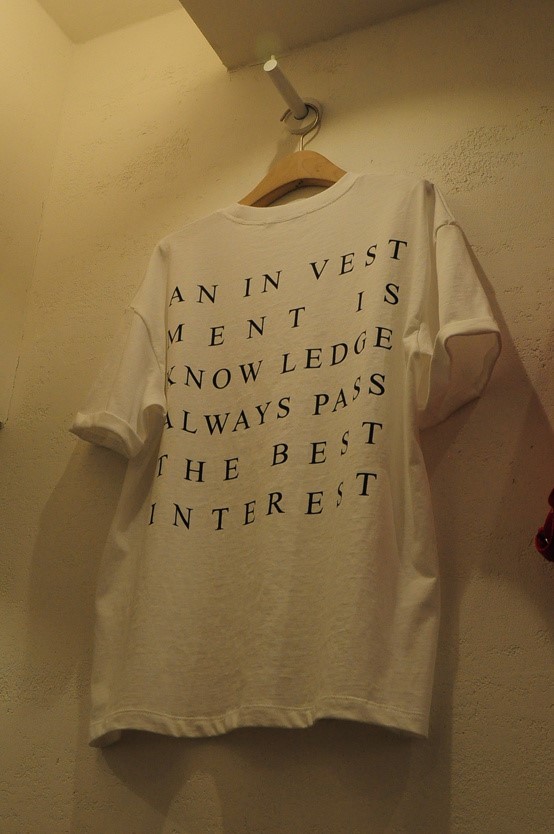 AN IN VEST
MENT IS
KNOW LEDGE
ALWAYS PASS
THE BEST
INTEREST